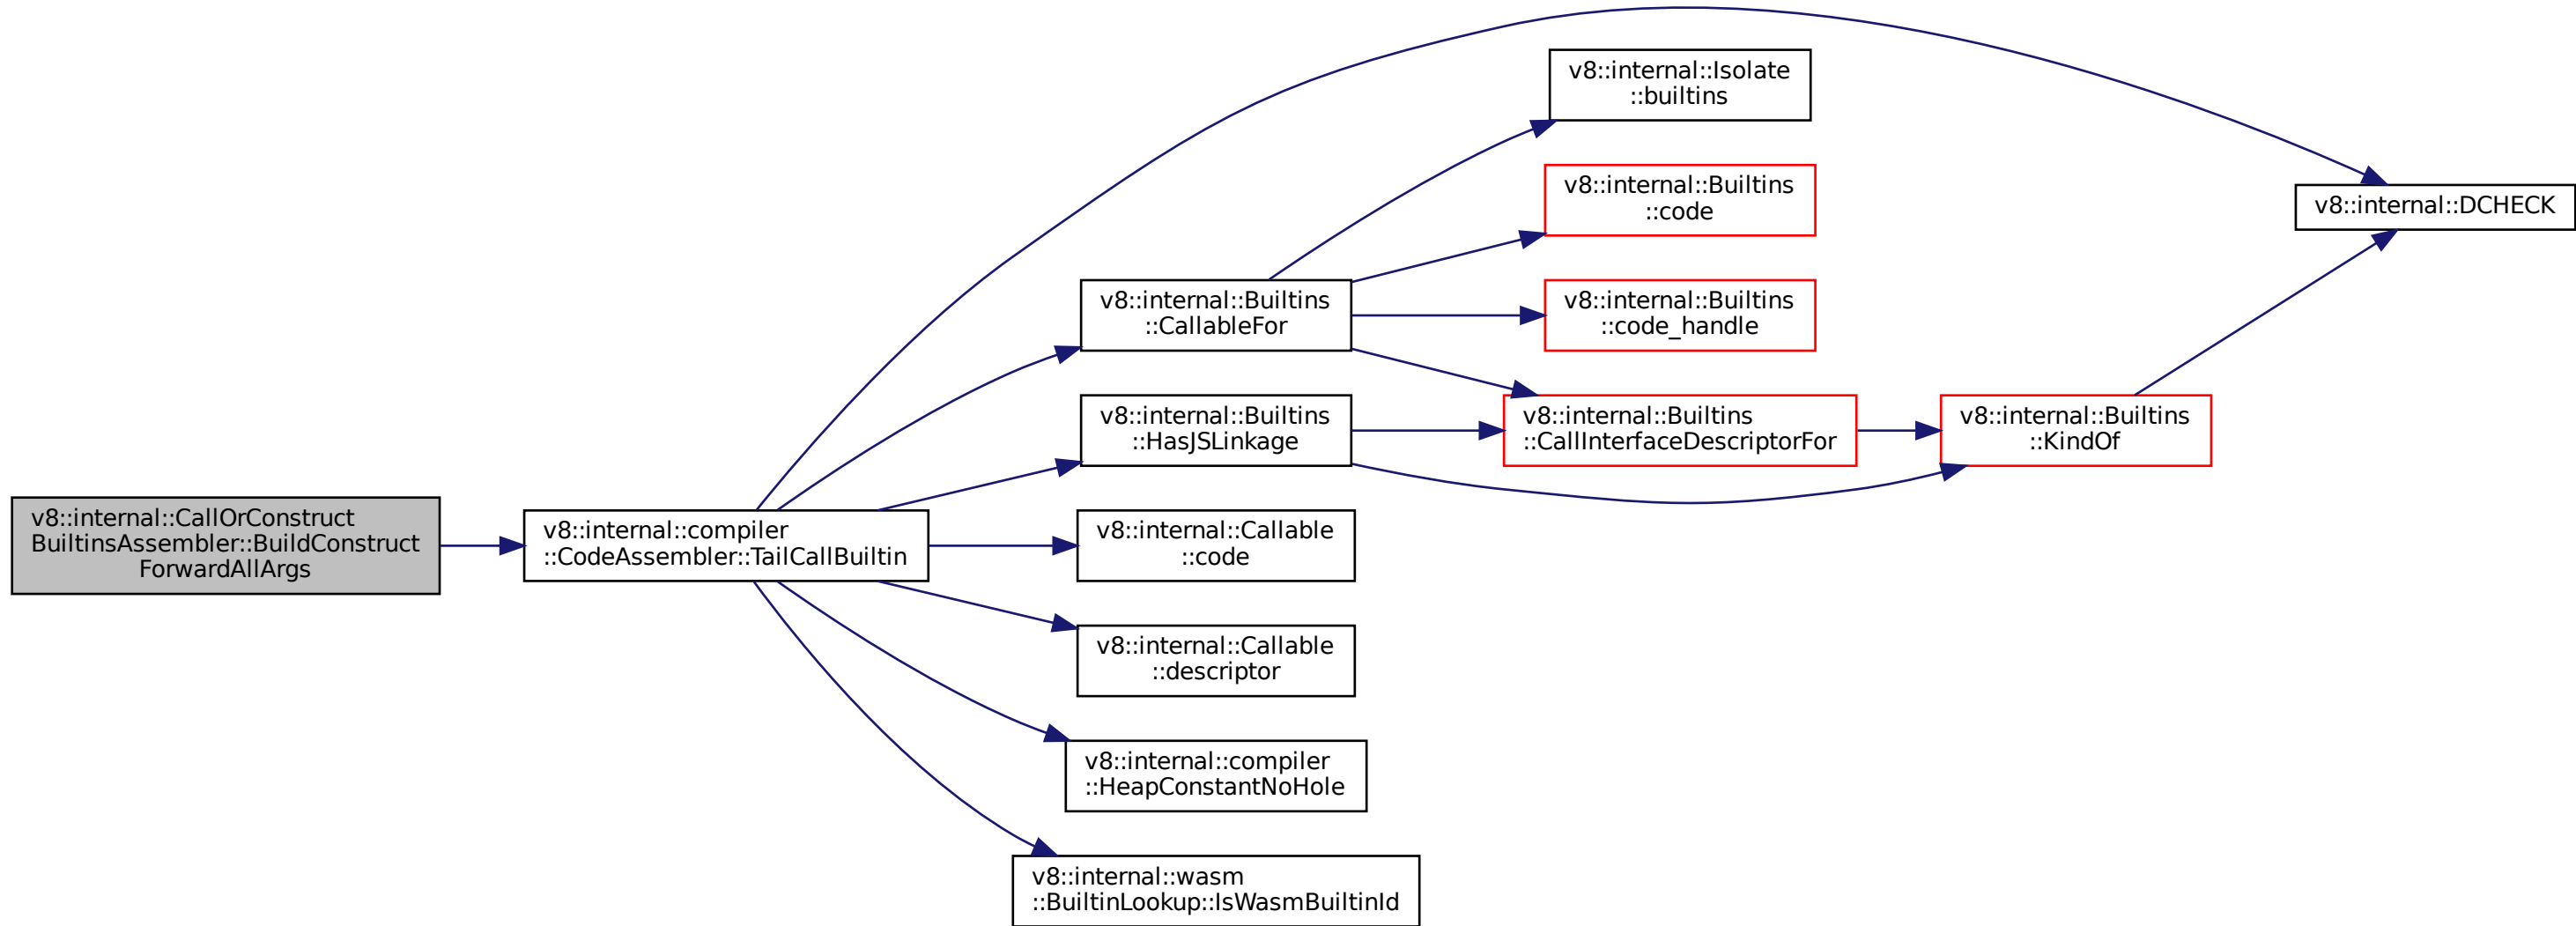 v8::internal::CallOrConstruct
BuiltinsAssembler::BuildConstruct
ForwardAllArgs
v8::internal::compiler
::CodeAssembler::TailCallBuiltin
v8::internal::Builtins
::CallableFor
v8::internal::Builtins
::HasJSLinkage
v8::internal::Callable
::code
v8::internal::Callable
::descriptor
v8::internal::compiler
::HeapConstantNoHole
v8::internal::wasm
::BuiltinLookup::IsWasmBuiltinId
v8::internal::Isolate
::builtins
v8::internal::Builtins
::code
v8::internal::Builtins
::code_handle
v8::internal::Builtins
::CallInterfaceDescriptorFor
v8::internal::Builtins
::KindOf
v8::internal::DCHECK